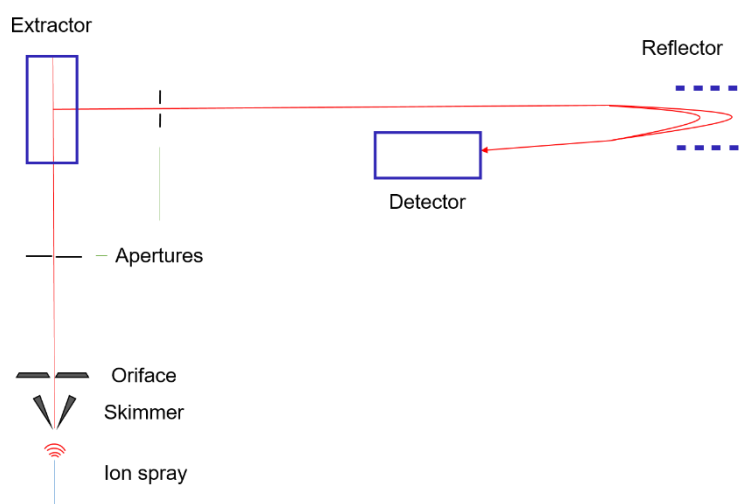 Extractor
Reflector
Detector
Apertures
Oriface
Skimmer
Ion spray